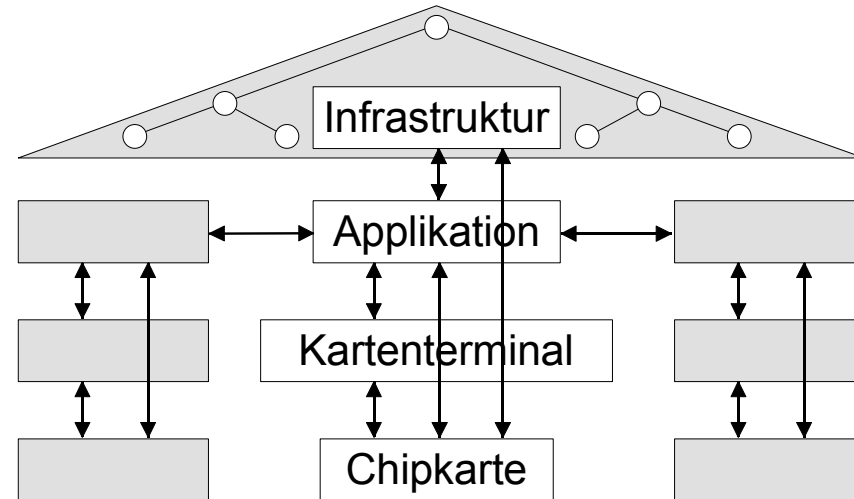 Infrastruktur
Applikation
Kartenterminal
Chipkarte